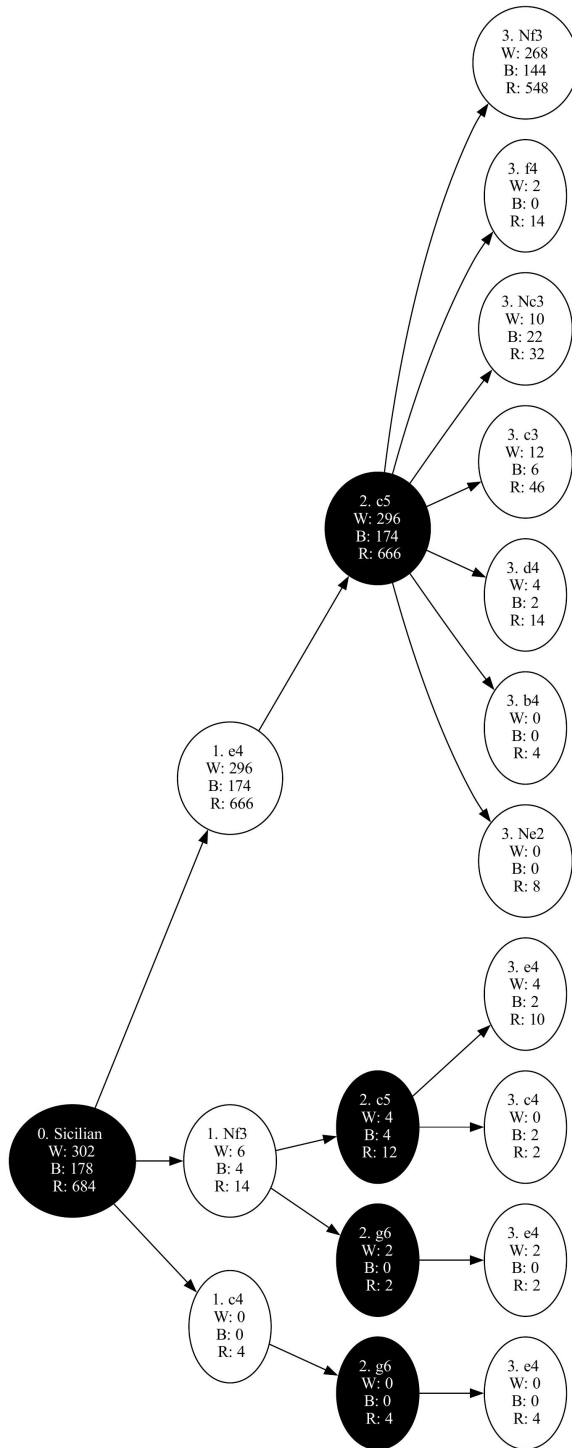 3. Nf3
W: 268
B: 144
R: 548
3. f4
W: 2
B: 0
R: 14
3. Nc3
W: 10
B: 22
R: 32
3. c3
W: 12
B: 6
R: 46
2. c5
W: 296
B: 174
R: 666
3. d4
W: 4
B: 2
R: 14
3. b4
W: 0
B: 0
R: 4
1. e4
W: 296
B: 174
R: 666
3. Ne2
W: 0
B: 0
R: 8
3. e4
W: 4
B: 2
R: 10
0. Sicilian
W: 302
B: 178
R: 684
1. Nf3
W: 6
B: 4
R: 14
2. c5
W: 4
B: 4
R: 12
3. c4
W: 0
B: 2
R: 2
2. g6
W: 2
B: 0
R: 2
3. e4
W: 2
B: 0
R: 2
1. c4
W: 0
B: 0
R: 4
2. g6
W: 0
B: 0
R: 4
3. e4
W: 0
B: 0
R: 4